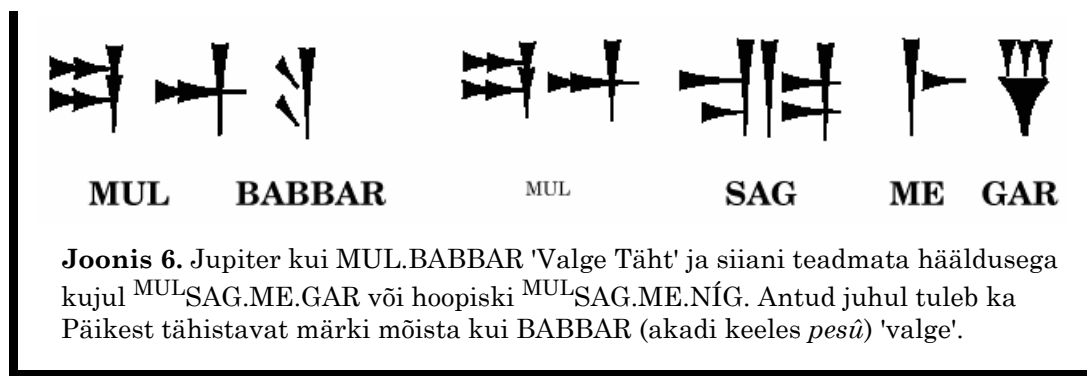 𒀯 𒌓 𒀯 𒊕 𒈨 𒃻
MUL BABBAR MUL SAG ME GAR
Joonis 6. Jupiter kui MUL.BABBAR 'Valge Täht' ja siiani teadmata hääldusega
kujul MULSAG.ME.GAR või hoopiski MULSAG.ME.NÍG. Antud juhul tuleb ka
Päikest tähistavat märki mõista kui BABBAR (akadi keeles pesû) 'valge'.